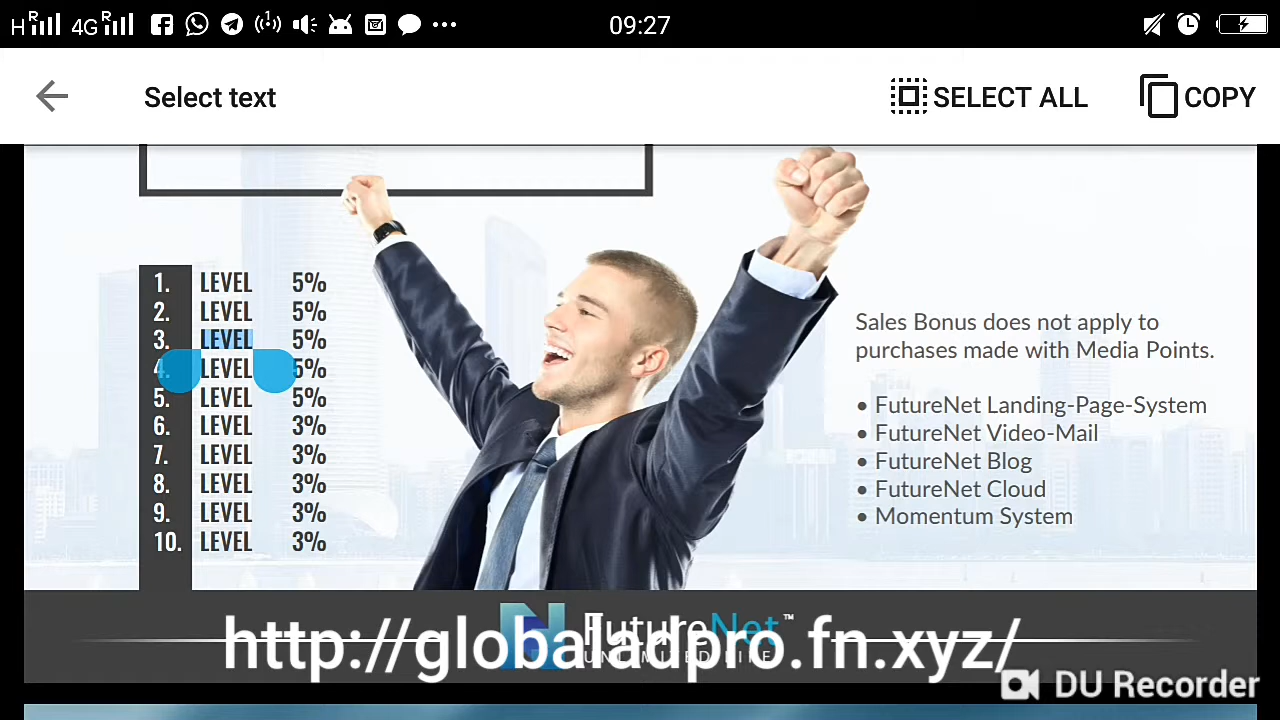 H R 4G R 09:27
Select text SELECT ALL COPY
1. LEVEL 5%
2. LEVEL 5%
3. LEVEL 5%
4. LEVEL 5%
5. LEVEL 5%
6. LEVEL 3%
7. LEVEL 3%
8. LEVEL 3%
9. LEVEL 3%
10. LEVEL 3%
Sales Bonus does not apply to
purchases made with Media Points.
• FutureNet Landing-Page-System
• FutureNet Video-Mail
• FutureNet Blog
• FutureNet Cloud
• Momentum System
FutureNet™
http://globaladpro.fn.xyz/
DU Recorder